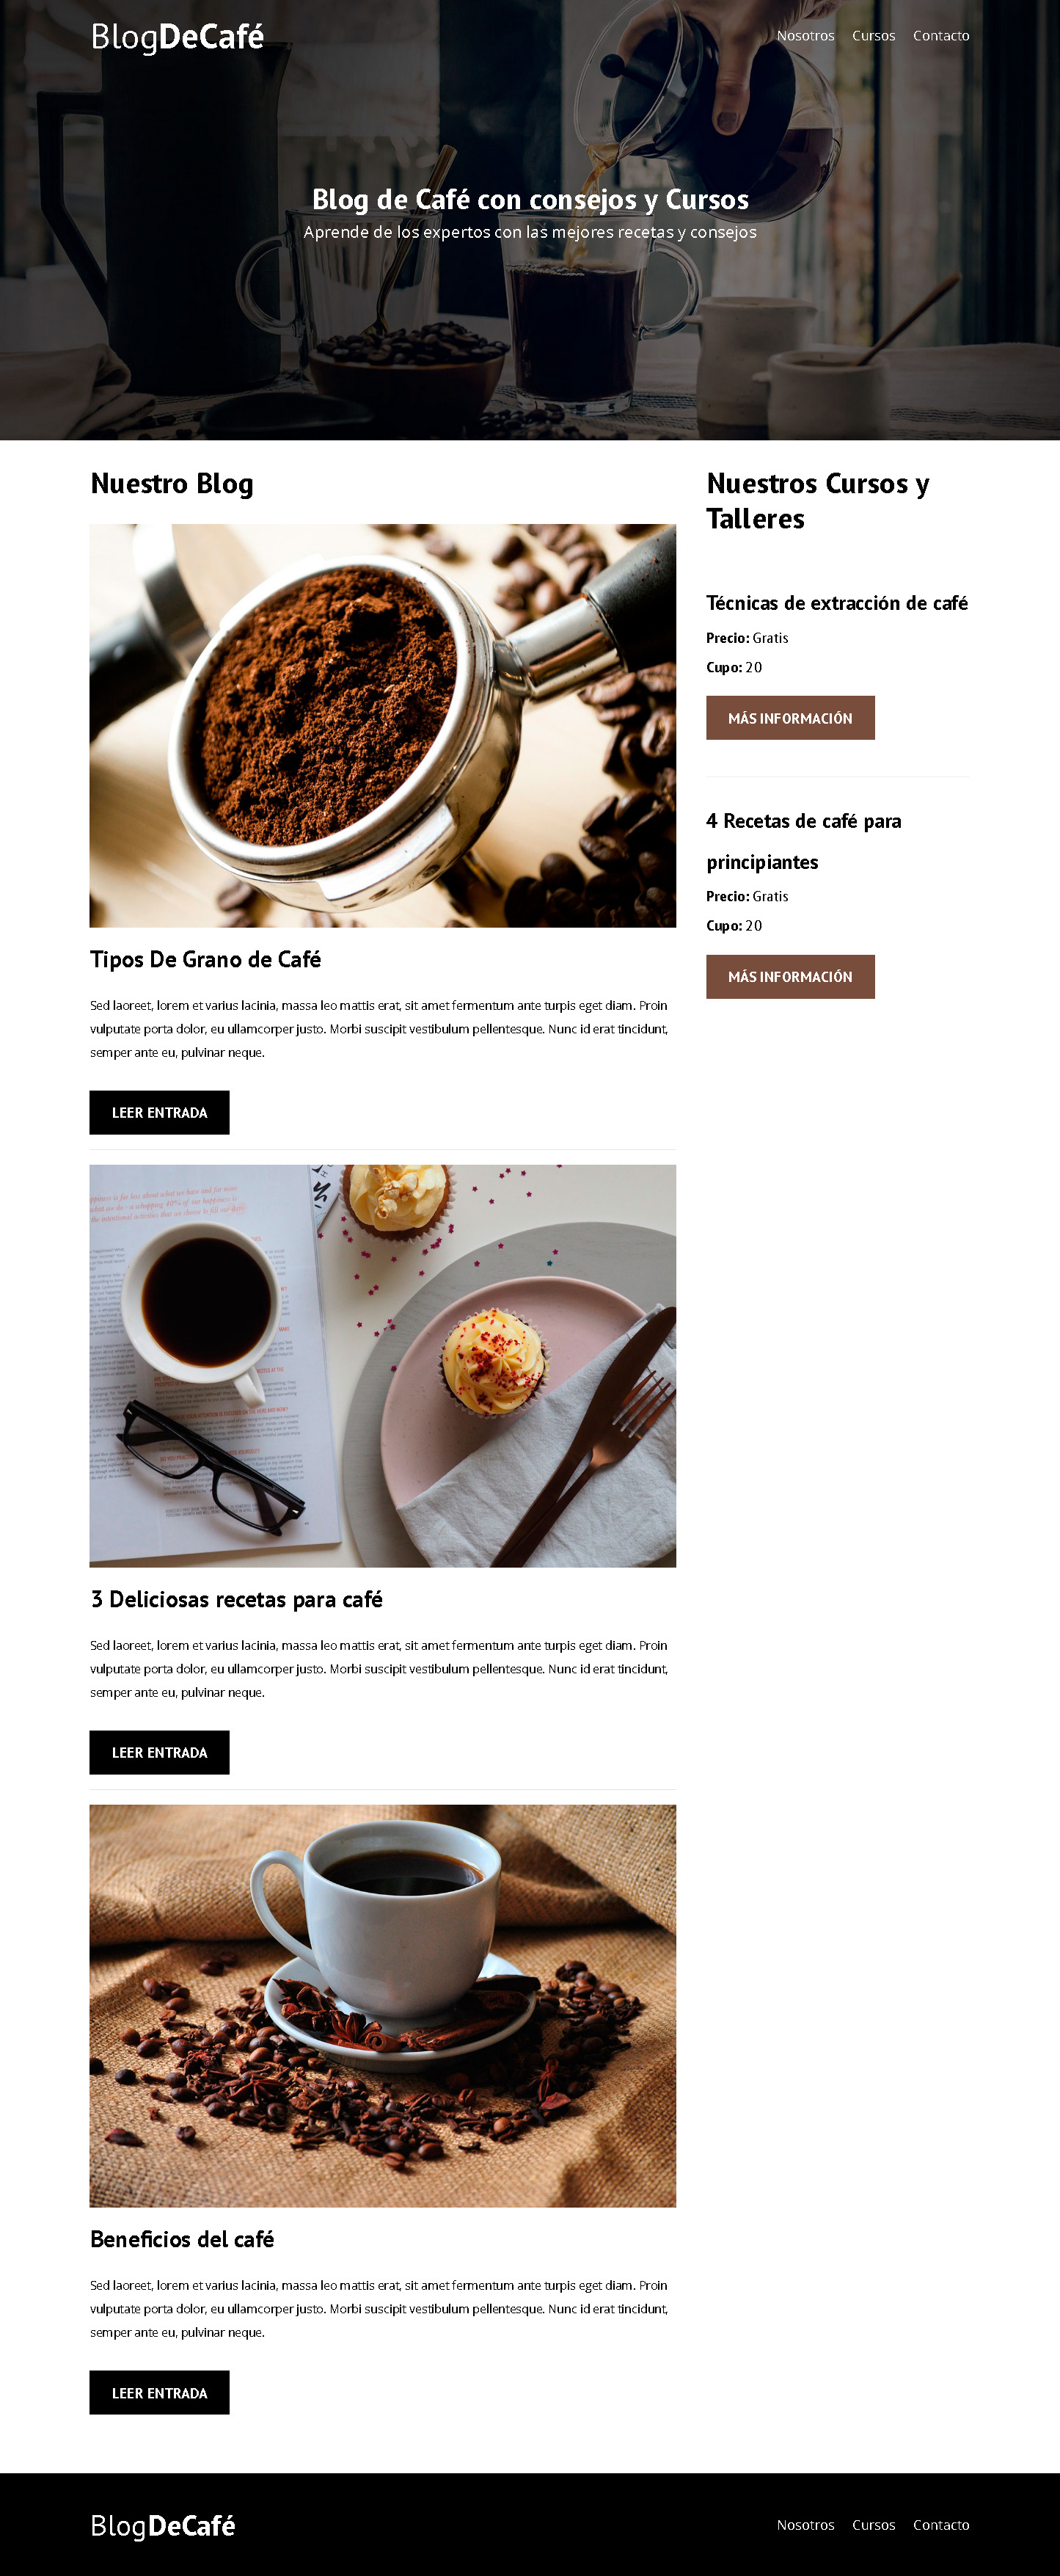 BlogDeCafé
Nosotros Cursos Contacto
Blog de Café con consejos y Cursos
Aprende de los expertos con las mejores recetas y consejos
Nuestro Blog
Tipos De Grano de Café
Sed laoreet, lorem et varius lacinia, massa leo mattis erat, sit amet fermentum ante turpis eget diam. Proin
vulputate porta dolor, eu ullamcorper justo. Morbi suscipit vestibulum pellentesque. Nunc id erat tincidunt,
semper ante eu, pulvinar neque.
LEER ENTRADA
3 Deliciosas recetas para café
Sed laoreet, lorem et varius lacinia, massa leo mattis erat, sit amet fermentum ante turpis eget diam. Proin
vulputate porta dolor, eu ullamcorper justo. Morbi suscipit vestibulum pellentesque. Nunc id erat tincidunt,
semper ante eu, pulvinar neque.
LEER ENTRADA
Beneficios del café
Sed laoreet, lorem et varius lacinia, massa leo mattis erat, sit amet fermentum ante turpis eget diam. Proin
vulputate porta dolor, eu ullamcorper justo. Morbi suscipit vestibulum pellentesque. Nunc id erat tincidunt,
semper ante eu, pulvinar neque.
LEER ENTRADA
Nuestros Cursos y
Talleres
Técnicas de extracción de café
Precio: Gratis
Cupo: 20
MÁS INFORMACIÓN
4 Recetas de café para
principiantes
Precio: Gratis
Cupo: 20
MÁS INFORMACIÓN
BlogDeCafé
Nosotros Cursos Contacto